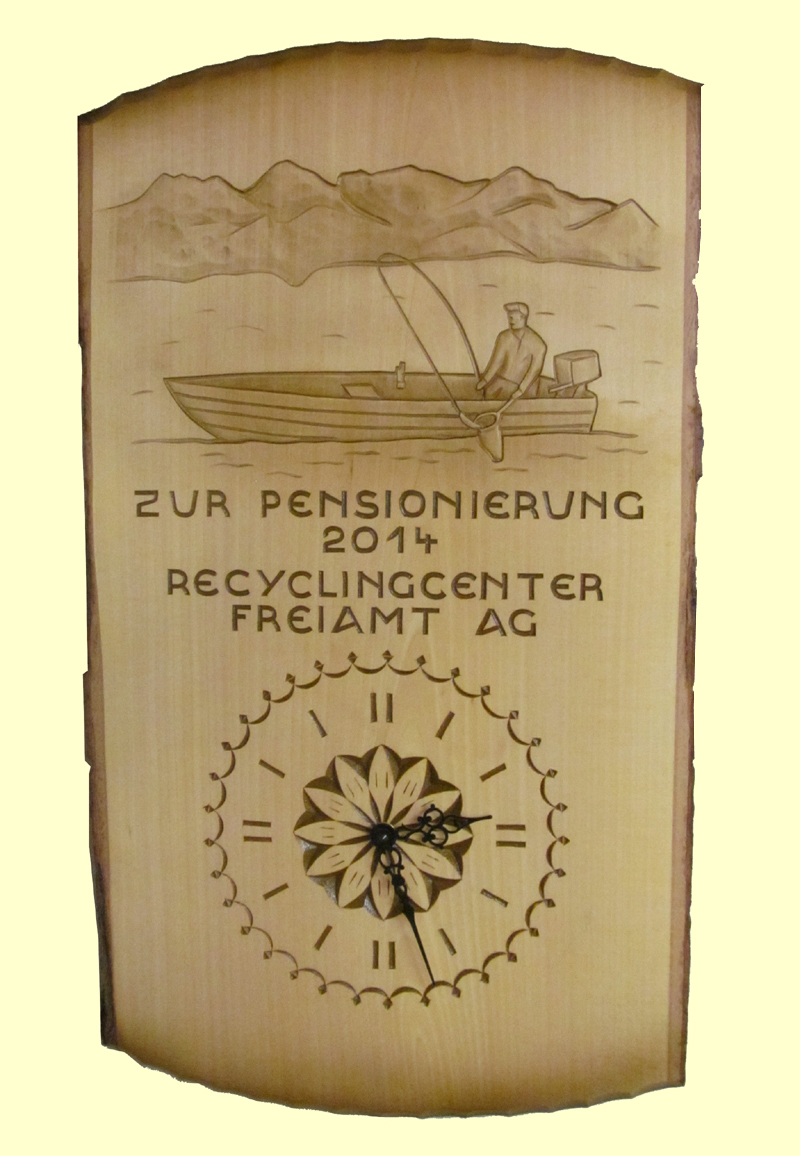 ZUR PENSIONIERUNG
2014
RECYCLINGCENTER
FREIAMT AG